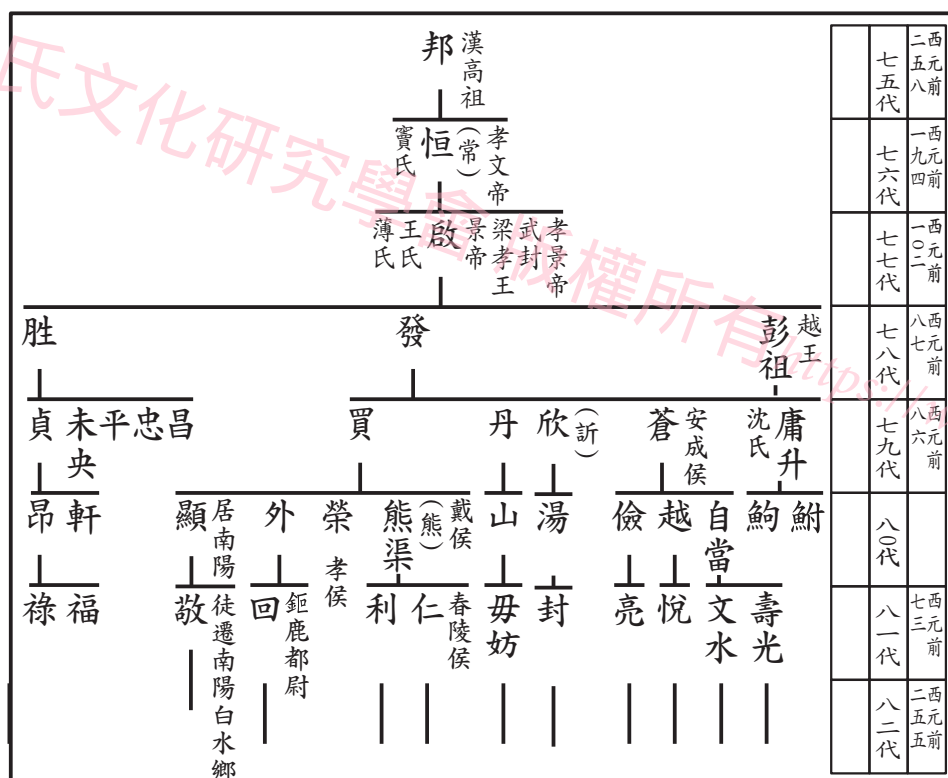 西元前二五八
七五代
漢高祖
邦
西元前一九四
七六代
孝文帝
(常)
恒
竇氏
西元前一0二
七七代
孝景帝
武封
梁孝王
景帝
啟
王氏
薄氏
西元前八七
七八代
越王
彭祖
發
胜
西元前八六
七九代
庸升
沈氏
安成侯
蒼
(訢)
欣
丹
買
昌
忠
平
未央
貞
八0代
鮒
鮈
自當
越
儉
湯
山
戴侯
(熊)
熊渠
榮 孝侯
外
居南陽
顯
軒
昂
西元前七三
八一代
壽光
文水
悅
亮
封
毋妨
舂陵侯
仁
利
鉅鹿都尉
回
徒遷南陽白水鄉
敬
福
祿
西元前二五五
八二代
氏文化研究學會 版權所有 https://w